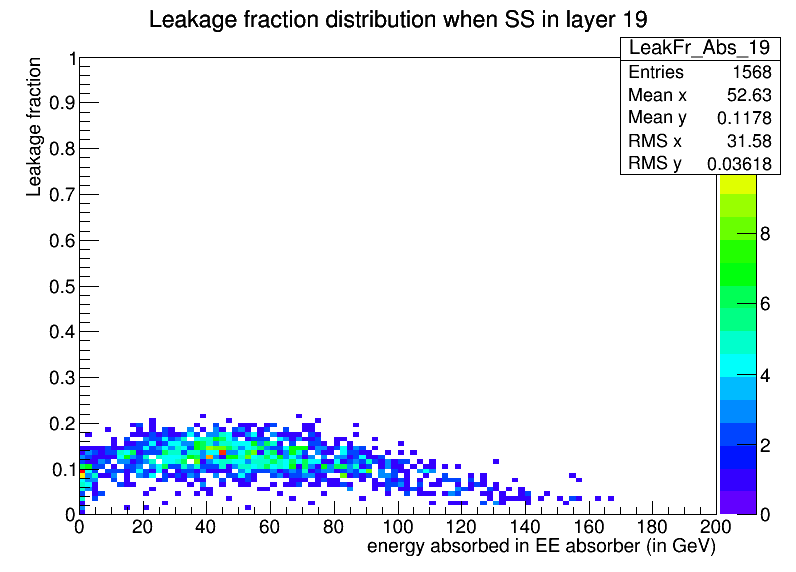 Leakage fraction distribution when SS in layer 19
LeakFr_Abs_19
Entries 1568
Mean x 52.63
Mean y 0.1178
RMS x 31.58
RMS y 0.03618
Leakage fraction
1
0.9
0.8
0.7
0.6
0.5
0.4
0.3
0.2
0.1
0
8
6
4
2
0
0 20 40 60 80 100 120 140 160 180 200
energy absorbed in EE absorber (in GeV)